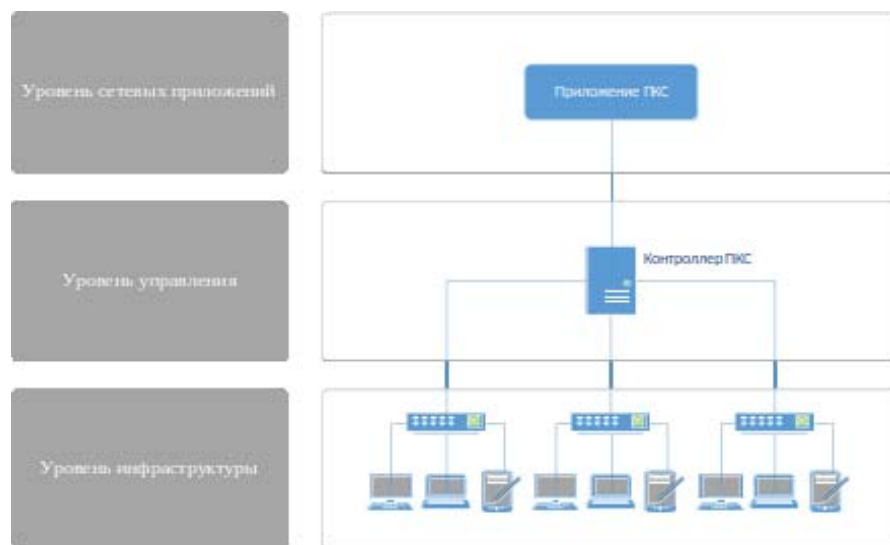 Уровень сетевых приложений
Приложение ПКС
Уровень управления
Контроллер ПКС
Уровень инфраструктуры